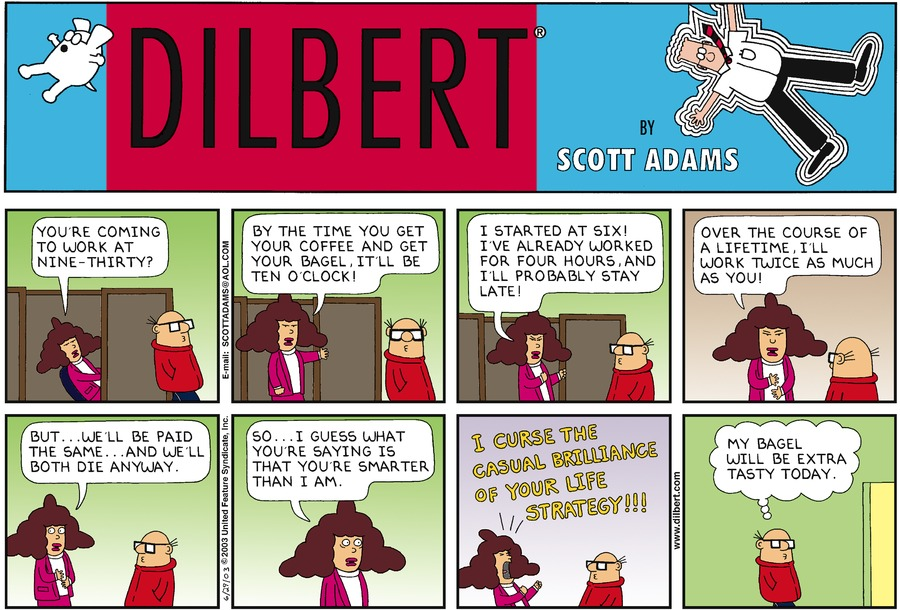 DILBERT®
BY
SCOTT ADAMS
YOU'RE COMING
TO WORK AT
NINE-THIRTY?
E-mail: SCOTTADAMS@AOL.COM
BY THE TIME YOU GET
YOUR COFFEE AND GET
YOUR BAGEL, IT'LL BE
TEN O'CLOCK!
I STARTED AT SIX!
I'VE ALREADY WORKED
FOR FOUR HOURS, AND
I'LL PROBABLY STAY
LATE!
OVER THE COURSE OF
A LIFETIME, I'LL
WORK TWICE AS MUCH
AS YOU!
BUT...WE'LL BE PAID
THE SAME...AND WE'LL
BOTH DIE ANYWAY.
6/29/03 © 2003 United Feature Syndicate, Inc.
SO...I GUESS WHAT
YOU'RE SAYING IS
THAT YOU'RE SMARTER
THAN I AM.
I CURSE THE
CASUAL BRILLIANCE
OF YOUR LIFE
STRATEGY!!!
www.dilbert.com
MY BAGEL
WILL BE EXTRA
TASTY TODAY.